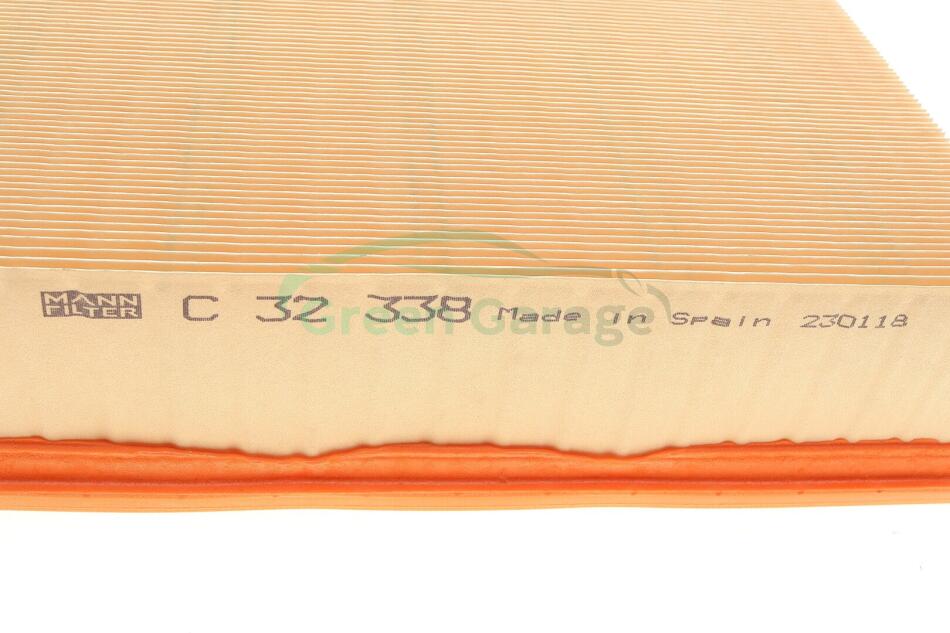 MANN FILTER C 32 338 Made in Spain 230118
Green Garage